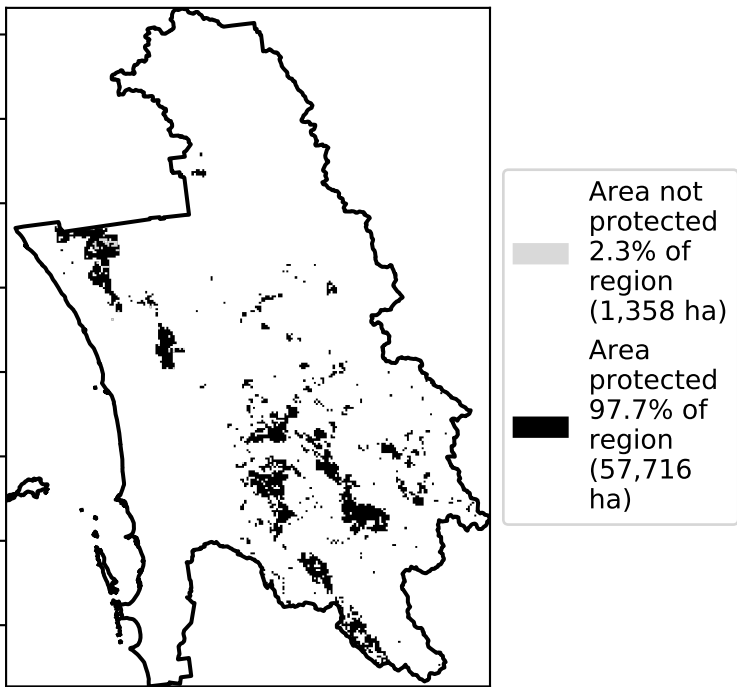 Area not
protected
2.3% of
region
(1,358 ha)
Area
protected
97.7% of
region
(57,716
ha)